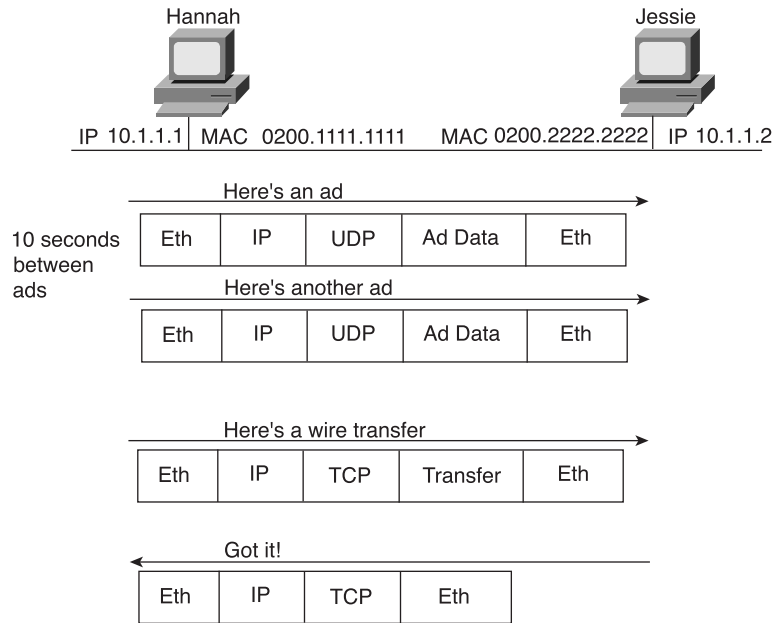 Hannah
Jessie
IP 10.1.1.1 MAC 0200.1111.1111 MAC 0200.2222.2222 IP 10.1.1.2
Here's an ad
Eth IP UDP Ad Data Eth
10 seconds
between
ads
Here's another ad
Eth IP UDP Ad Data Eth
Here's a wire transfer
Eth IP TCP Transfer Eth
Got it!
Eth IP TCP Eth